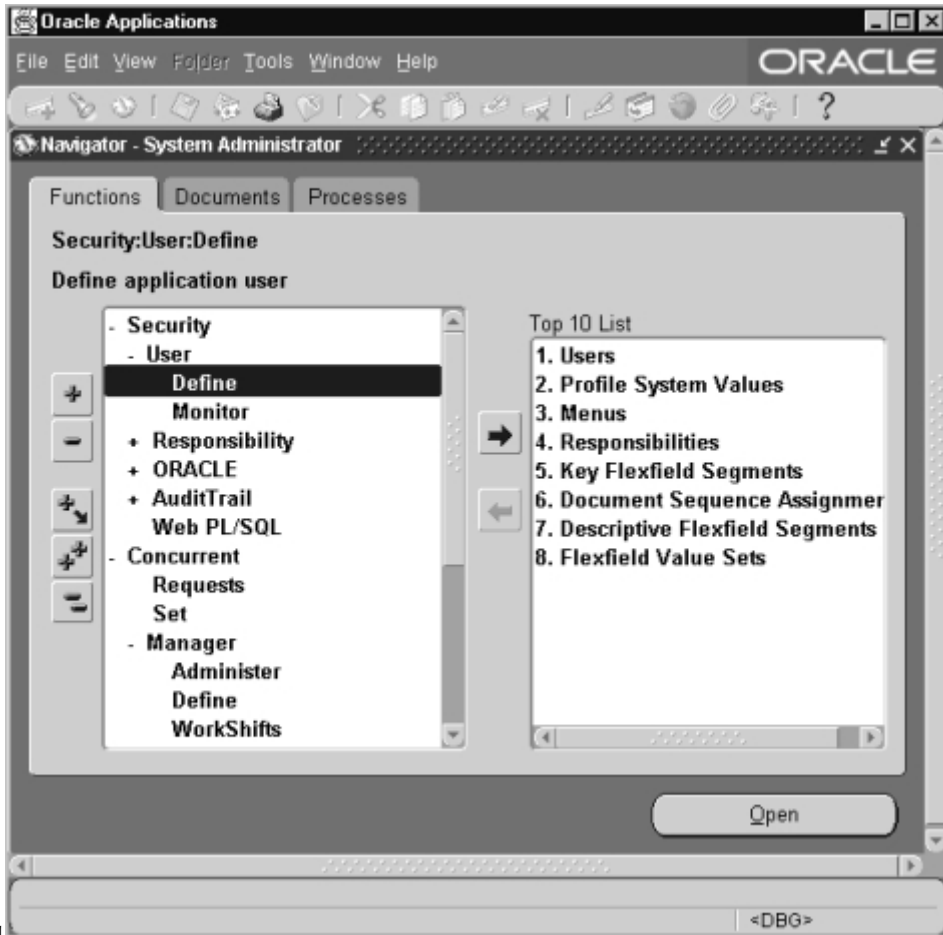 Oracle Applications
File Edit View Folder Tools Window Help
ORACLE
?
Navigator - System Administrator
Functions Documents Processes
Security:User:Define
Define application user
- Security
- User
Define
Monitor
+ Responsibility
+ ORACLE
+ AuditTrail
Web PL/SQL
- Concurrent
Requests
Set
- Manager
Administer
Define
WorkShifts
Top 10 List
1. Users
2. Profile System Values
3. Menus
4. Responsibilities
5. Key Flexfield Segments
6. Document Sequence Assignmer
7. Descriptive Flexfield Segments
8. Flexfield Value Sets
Open
<DBG>